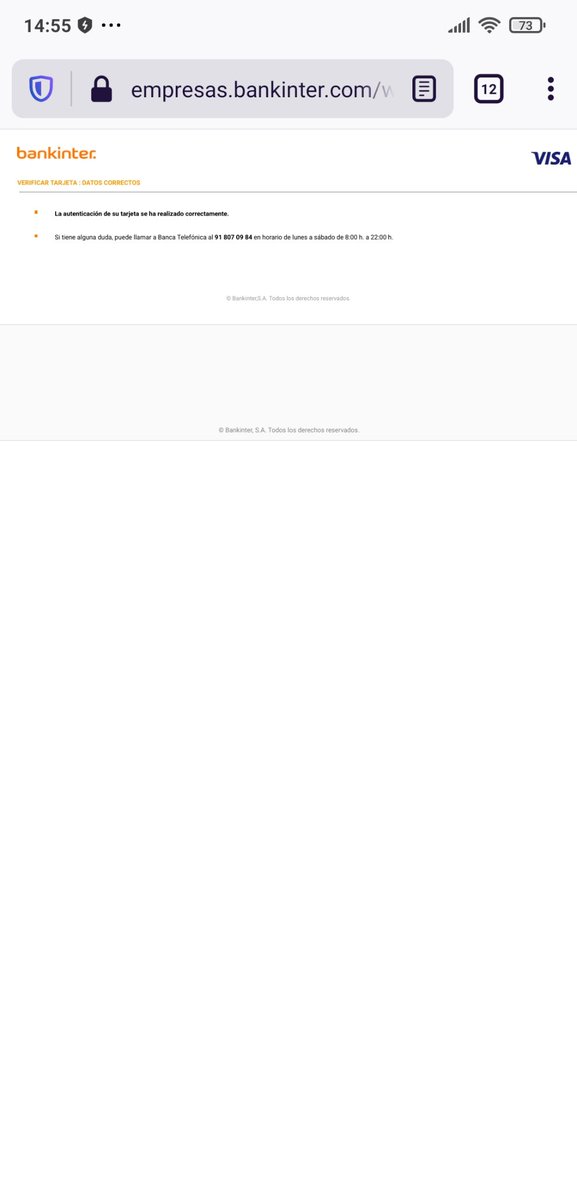 14:55
73
empresas.bankinter.com/w
12
bankinter.
VISA
VERIFICAR TARJETA : DATOS CORRECTOS
La autenticación de su tarjeta se ha realizado correctamente.
Si tiene alguna duda, puede llamar a Banca Telefónica al 91 807 09 84 en horario de lunes a sábado de 8:00 h. a 22:00 h.
© Bankinter,S.A. Todos los derechos reservados.
© Bankinter, S.A. Todos los derechos reservados.